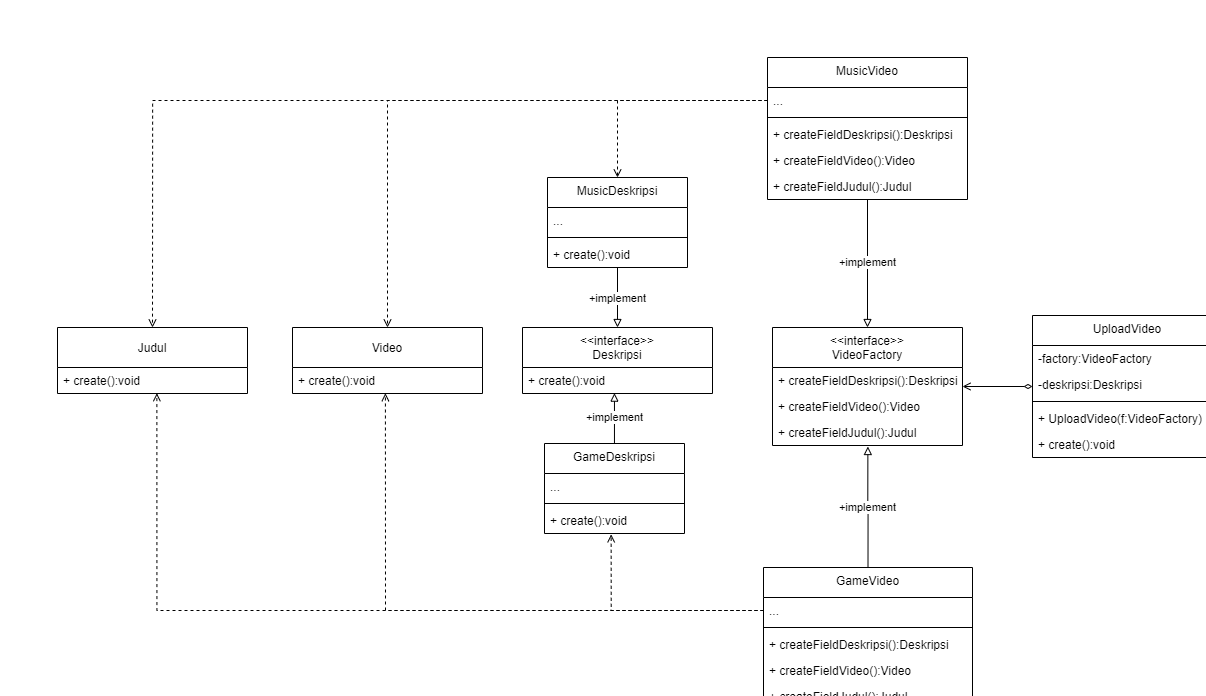 MusicVideo
...
+ createFieldDeskripsi():Deskripsi
+ createFieldVideo():Video
+ createFieldJudul():Judul
MusicDeskripsi
...
+ create():void
+implement
+implement
Judul
+ create():void
Video
+ create():void
<<interface>>
Deskripsi
+ create():void
<<interface>>
VideoFactory
+ createFieldDeskripsi():Deskripsi
+ createFieldVideo():Video
+ createFieldJudul():Judul
UploadVideo
-factory:VideoFactory
-deskripsi:Deskripsi
+ UploadVideo(f:VideoFactory)
+ create():void
+implement
GameDeskripsi
...
+ create():void
+implement
GameVideo
...
+ createFieldDeskripsi():Deskripsi
+ createFieldVideo():Video
+ createFieldJudul():Judul